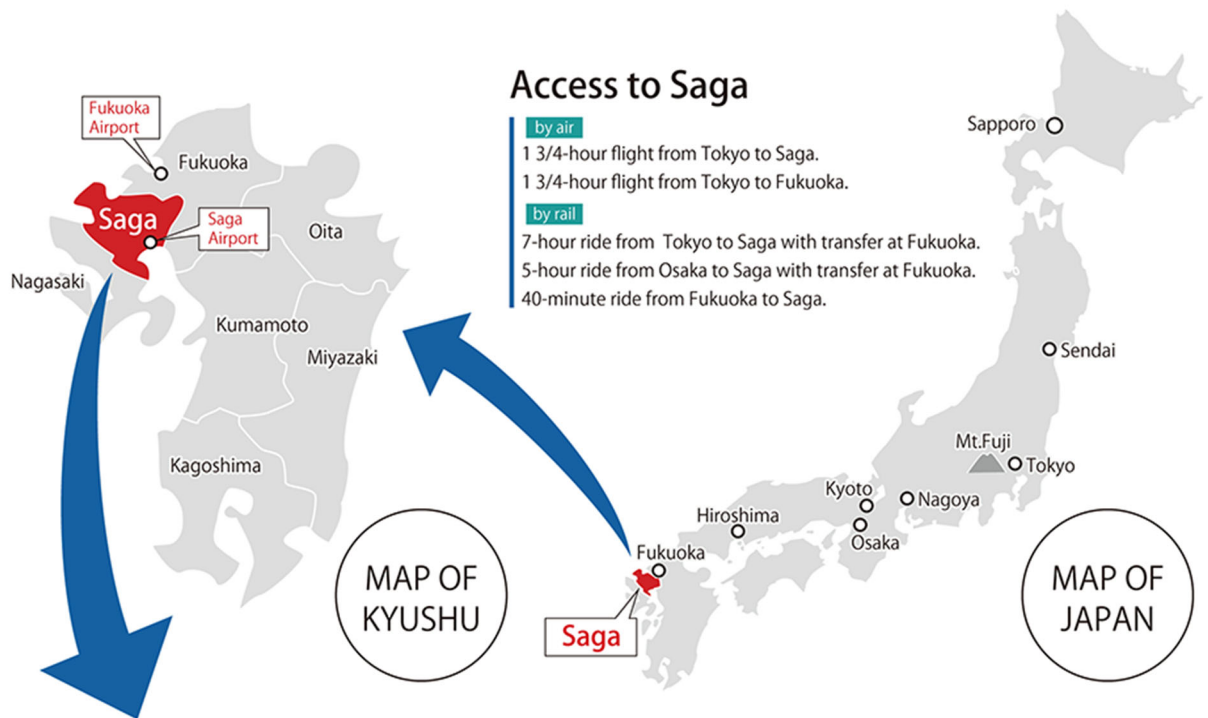 Access to Saga
by air
1 3/4-hour flight from Tokyo to Saga.
1 3/4-hour flight from Tokyo to Fukuoka.
by rail
7-hour ride from Tokyo to Saga with transfer at Fukuoka.
5-hour ride from Osaka to Saga with transfer at Fukuoka.
40-minute ride from Fukuoka to Saga.
Fukuoka
Airport
Fukuoka
Saga
Saga
Airport
Oita
Nagasaki
Kumamoto
Miyazaki
Kagoshima
MAP OF
KYUSHU
Sapporo
Sendai
Mt.Fuji
Tokyo
Kyoto
Nagoya
Hiroshima
Osaka
Fukuoka
Saga
MAP OF
JAPAN